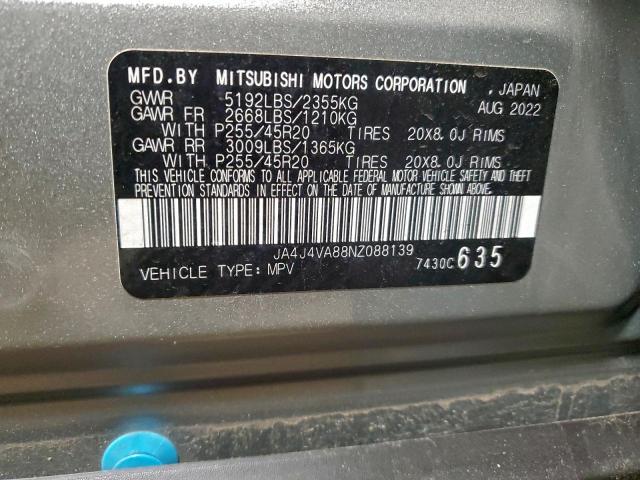 MFD.BY MITSUBISHI MOTORS CORPORATION , JAPAN
GVWR 5192LBS/2355KG AUG 2022
GAWR FR 2668LBS/1210KG
WITH P255/45R20 TIRES 20X8.0J RIMS
GAWR RR 3009LBS/1365KG
WITH P255/45R20 TIRES 20X8.0J RIMS
THIS VEHICLE CONFORMS TO ALL APPLICABLE FEDERAL MOTOR VEHICLE SAFETY AND THEFT
PREVENTION STANDARDS IN EFFECT ON THE DATE OF MANUFACTURE SHOWN ABOVE.
JA4J4VA88NZ088139
VEHICLE TYPE: MPV 7430C 635